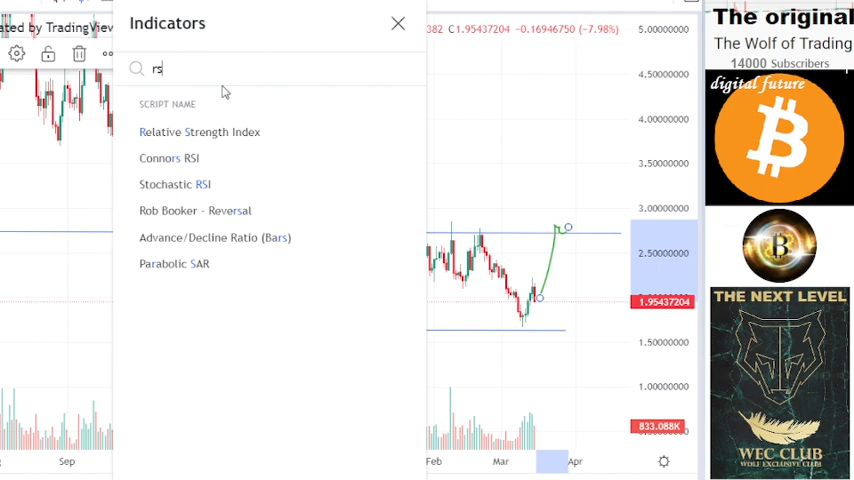 ated by TradingView
Indicators
rs
SCRIPT NAME
Relative Strength Index
Connors RSI
Stochastic RSI
Rob Booker - Reversal
Advance/Decline Ratio (Bars)
Parabolic SAR
382 C1.95437204 −0.16946750 (−7.98%)
5.00000000
4.50000000
4.00000000
3.50000000
3.00000000
2.50000000
1.95437204
1.50000000
1.00000000
833.088K
Sep
Feb
Mar
Apr
The original
The Wolf of Trading
14000 Subscribers
digital future
THE NEXT LEVEL
WEC CLUB
WOLF EXCLUSIVE CLUB